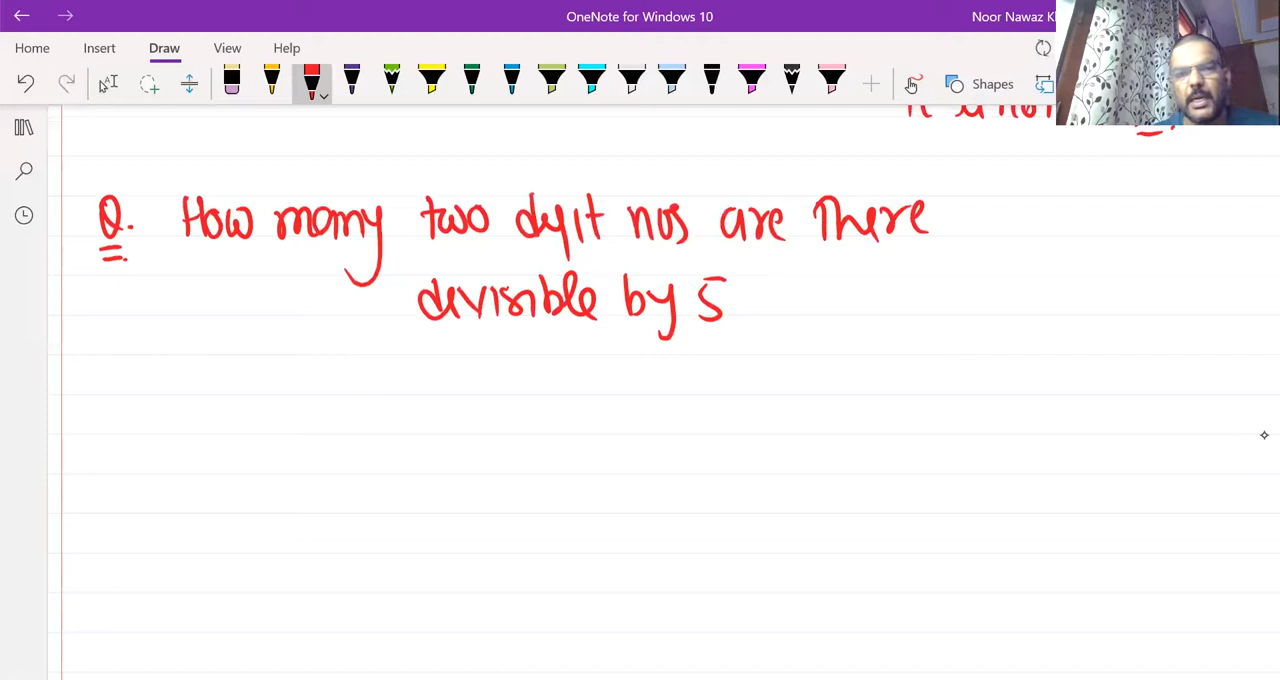 OneNote for Windows 10
Noor Nawaz Kh
Home Insert Draw View Help
Shapes
Q. How many two digit nos are there
divisible by 5